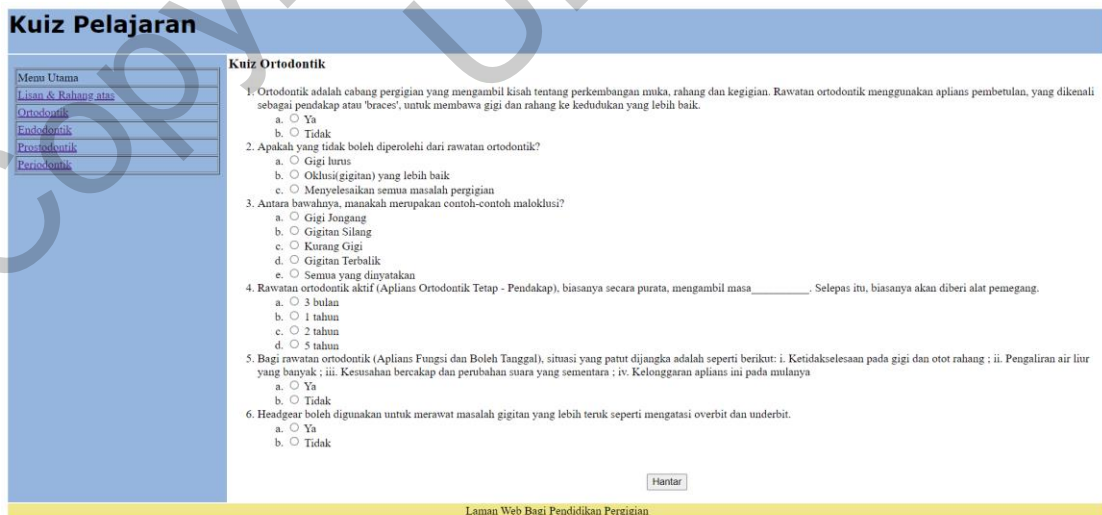 Kuiz Pelajaran
Menu Utama
Lisan & Rahang atas
Ortodontik
Endodontik
Prostodontik
Periodontik
Kuiz Ortodontik
1. Ortodontik adalah cabang pergigian yang mengambil kisah tentang perkembangan muka, rahang dan kegigian. Rawatan ortodontik menggunakan aplians pembetulan, yang dikenali
sebagai pendakap atau 'braces', untuk membawa gigi dan rahang ke kedudukan yang lebih baik.
a. Ya
b. Tidak
2. Apakah yang tidak boleh diperolehi dari rawatan ortodontik?
a. Gigi lurus
b. Oklusi(gigitan) yang lebih baik
c. Menyelesaikan semua masalah pergigian
3. Antara bawahnya, manakah merupakan contoh-contoh maloklusi?
a. Gigi Jongang
b. Gigitan Silang
c. Kurang Gigi
d. Gigitan Terbalik
e. Semua yang dinyatakan
4. Rawatan ortodontik aktif (Aplians Ortodontik Tetap - Pendakap), biasanya secara purata, mengambil masa__________. Selepas itu, biasanya akan diberi alat pemegang.
a. 3 bulan
b. 1 tahun
c. 2 tahun
d. 5 tahun
5. Bagi rawatan ortodontik (Aplians Fungsi dan Boleh Tanggal), situasi yang patut dijangka adalah seperti berikut: i. Ketidakselesaan pada gigi dan otot rahang ; ii. Pengaliran air liur
yang banyak ; iii. Kesusahan bercakap dan perubahan suara yang sementara ; iv. Kelonggaran aplians ini pada mulanya
a. Ya
b. Tidak
6. Headgear boleh digunakan untuk merawat masalah gigitan yang lebih teruk seperti mengatasi overbit dan underbit.
a. Ya
b. Tidak
Hantar
Laman Web Bagi Pendidikan Pergigian
Copy